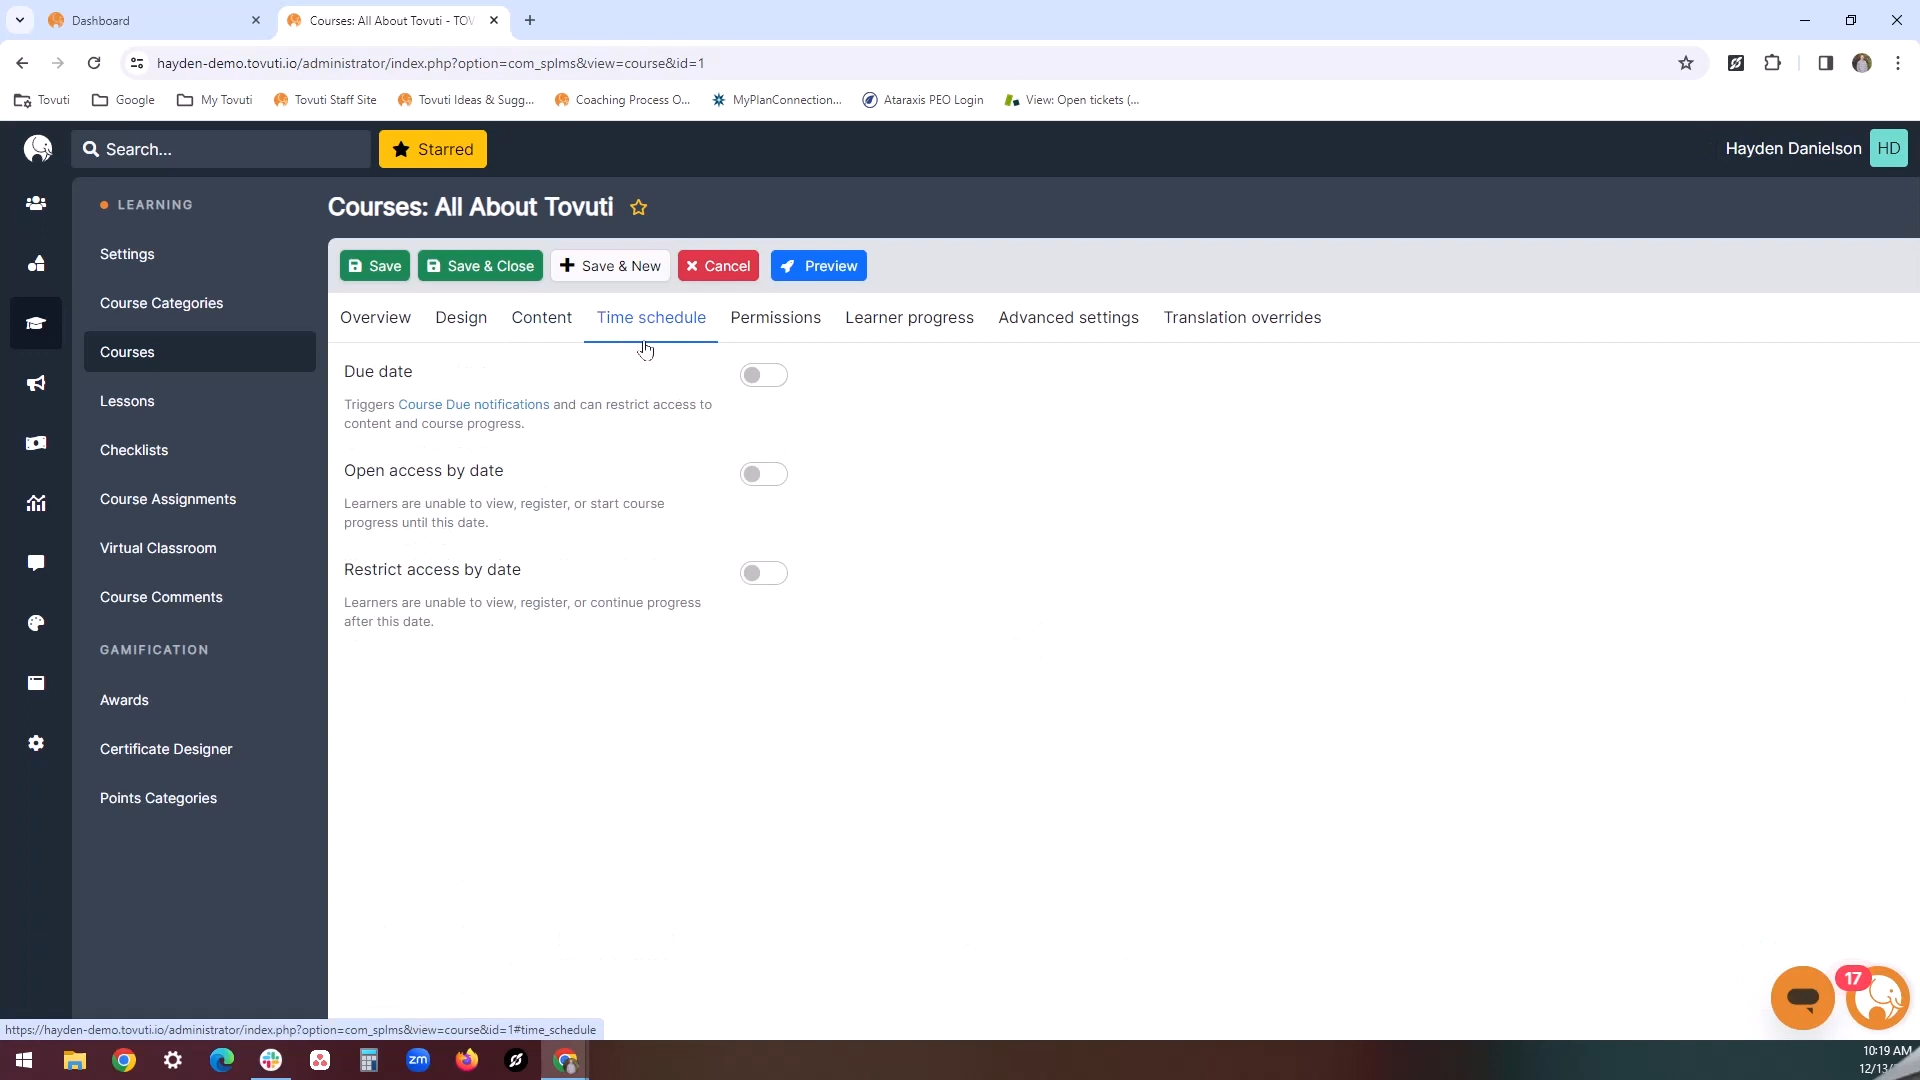 Dashboard
Courses: All About Tovuti - TOV
hayden-demo.tovuti.io/administrator/index.php?option=com_splms&view=course&id=1
Tovuti
Google
My Tovuti
Tovuti Staff Site
Tovuti Ideas & Sugg...
Coaching Process O...
MyPlanConnection...
Ataraxis PEO Login
View: Open tickets (...
Search...
Starred
Hayden Danielson
HD
LEARNING
Settings
Course Categories
Courses
Lessons
Checklists
Course Assignments
Virtual Classroom
Course Comments
GAMIFICATION
Awards
Certificate Designer
Points Categories
Courses: All About Tovuti
Save
Save & Close
Save & New
Cancel
Preview
Overview
Design
Content
Time schedule
Permissions
Learner progress
Advanced settings
Translation overrides
Due date
Triggers Course Due notifications and can restrict access to
content and course progress.
Open access by date
Learners are unable to view, register, or start course
progress until this date.
Restrict access by date
Learners are unable to view, register, or continue progress
after this date.
17
https://hayden-demo.tovuti.io/administrator/index.php?option=com_splms&view=course&id=1#time_schedule
zm
10:19 AM
12/13/